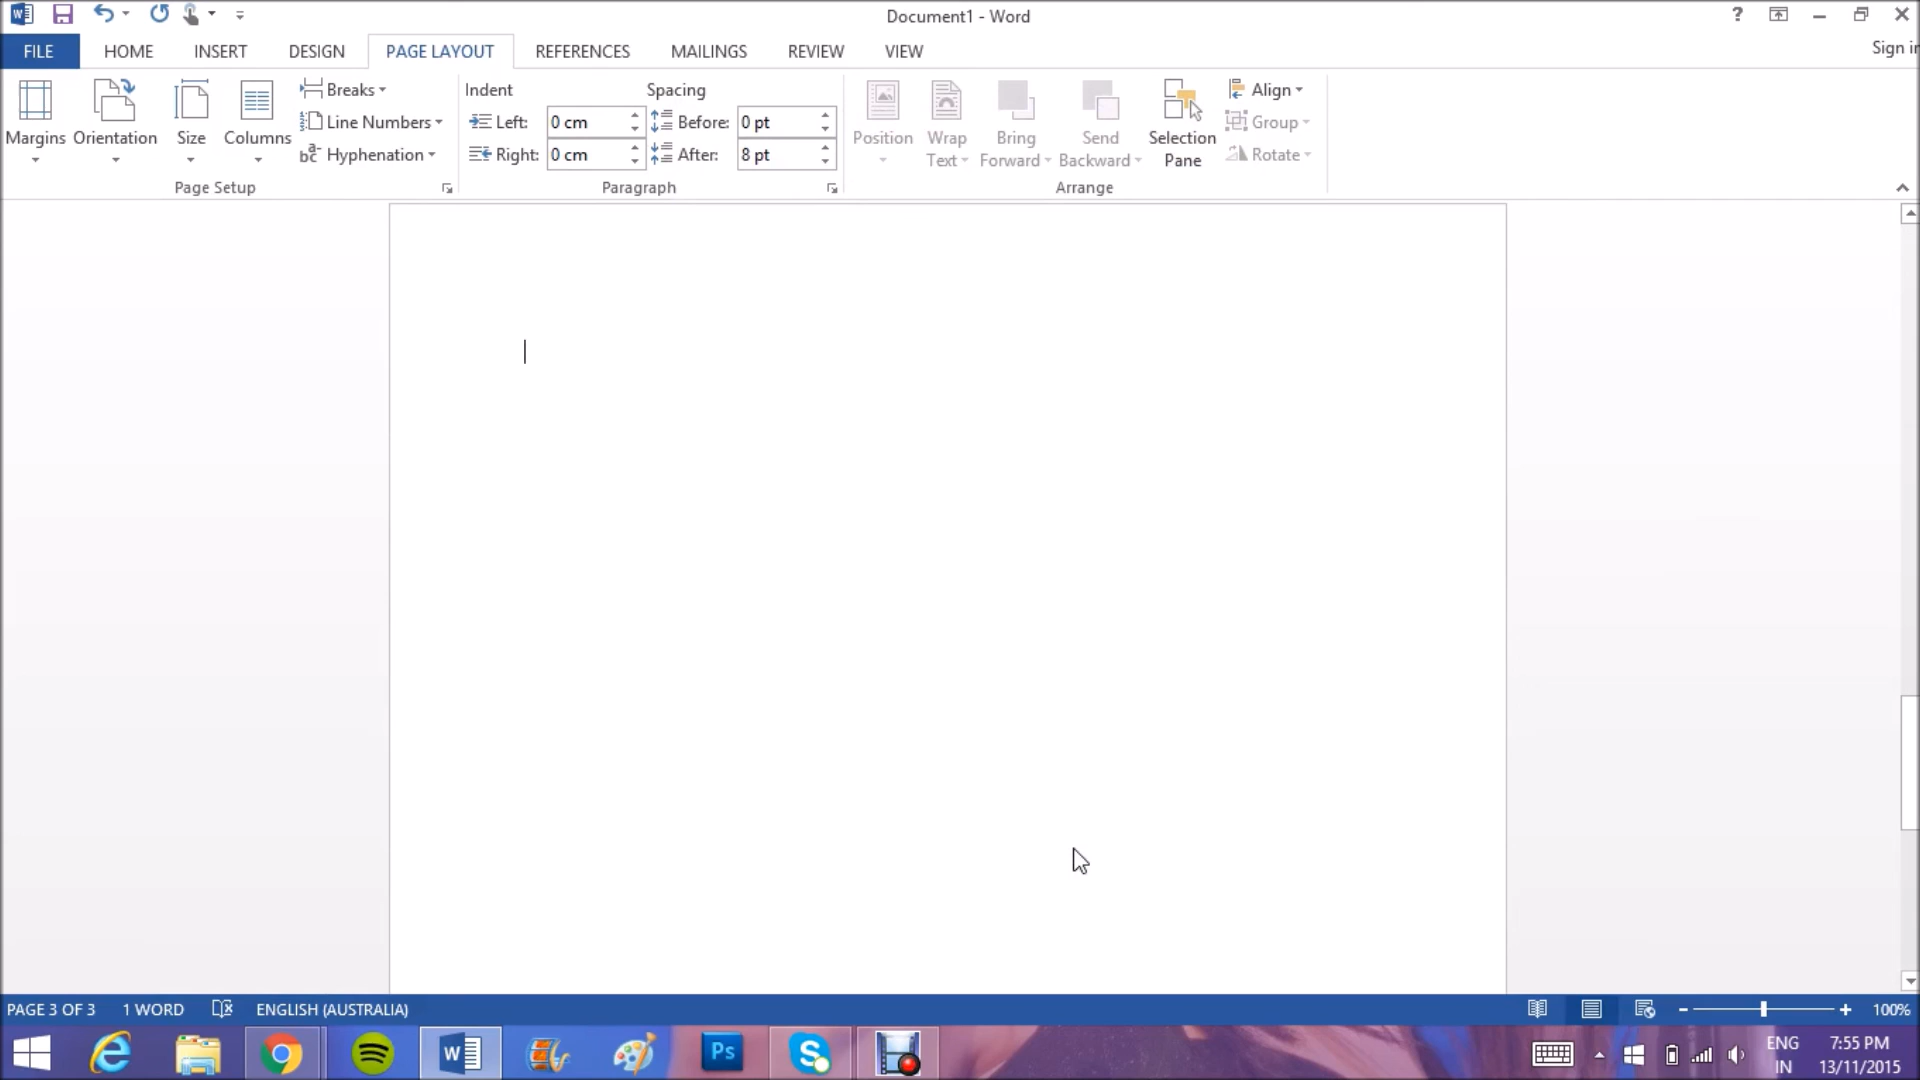 Document1 - Word
?
FILE HOME INSERT DESIGN PAGE LAYOUT REFERENCES MAILINGS REVIEW VIEW Sign in
Margins Orientation Size Columns
Breaks
Line Numbers
Hyphenation
Page Setup
Indent Spacing
Left: 0 cm Before: 0 pt
Right: 0 cm After: 8 pt
Paragraph
Position Wrap Text Bring Forward Send Backward Selection Pane
Align
Group
Rotate
Arrange
PAGE 3 OF 3 1 WORD ENGLISH (AUSTRALIA) 100%
W Ps S
ENG 7:55 PM
IN 13/11/2015